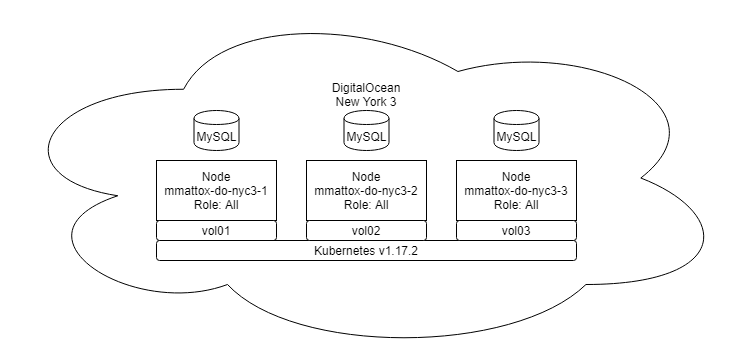 DigitalOcean
New York 3
MySQL
MySQL
MySQL
Node
mmattox-do-nyc3-1
Role: All
Node
mmattox-do-nyc3-2
Role: All
Node
mmattox-do-nyc3-3
Role: All
vol01
vol02
vol03
Kubernetes v1.17.2